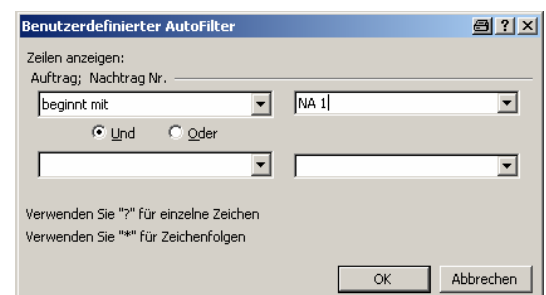 Benutzerdefinierter AutoFilter
Zeilen anzeigen:
Auftrag; Nachtrag Nr.
beginnt mit
NA 1
Und Oder
Verwenden Sie "?" für einzelne Zeichen
Verwenden Sie "*" für Zeichenfolgen
OK Abbrechen